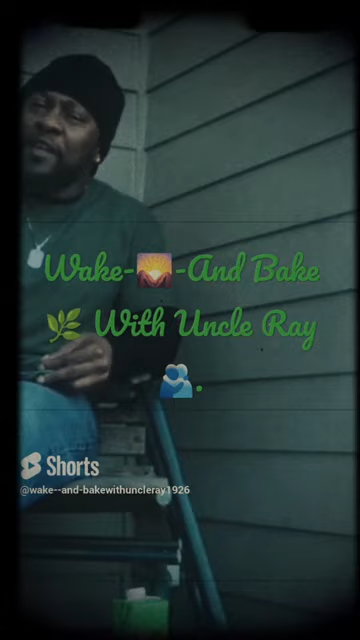 Wake-🌄-And Bake
🌿 With Uncle Ray
🫂.
Shorts
@wake--and-bakewithuncleray1926